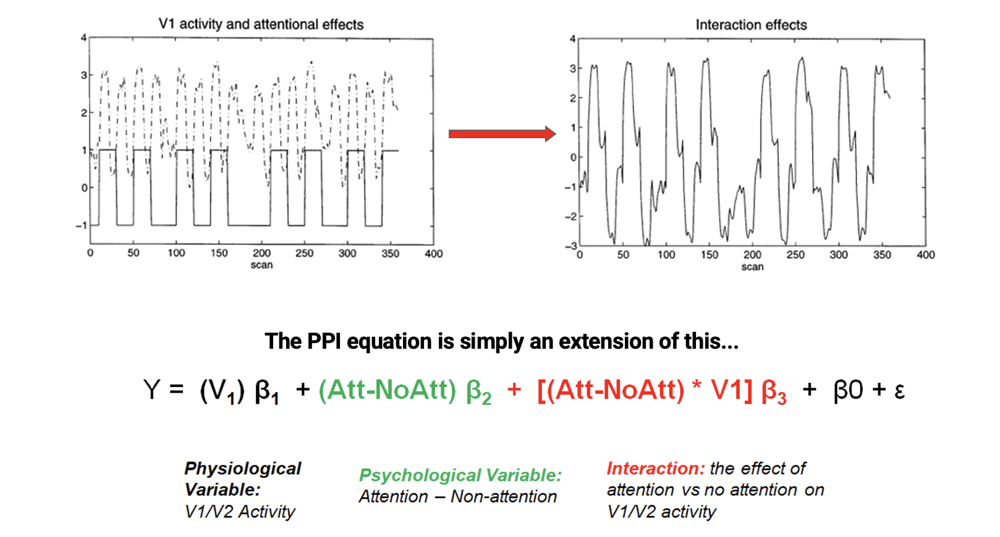 V1 activity and attentional effects
4
3
2
1
0
−1
0 50 100 150 200 250 300 350 400
scan
Interaction effects
4
3
2
1
0
−1
−2
−3
0 50 100 150 200 250 300 350 400
scan
The PPI equation is simply an extension of this...
Y = (V₁) β₁ + (Att-NoAtt) β₂ + [(Att-NoAtt) * V1] β₃ + β0 + ε
Physiological
Variable:
V1/V2 Activity
Psychological Variable:
Attention – Non-attention
Interaction: the effect of
attention vs no attention on
V1/V2 activity